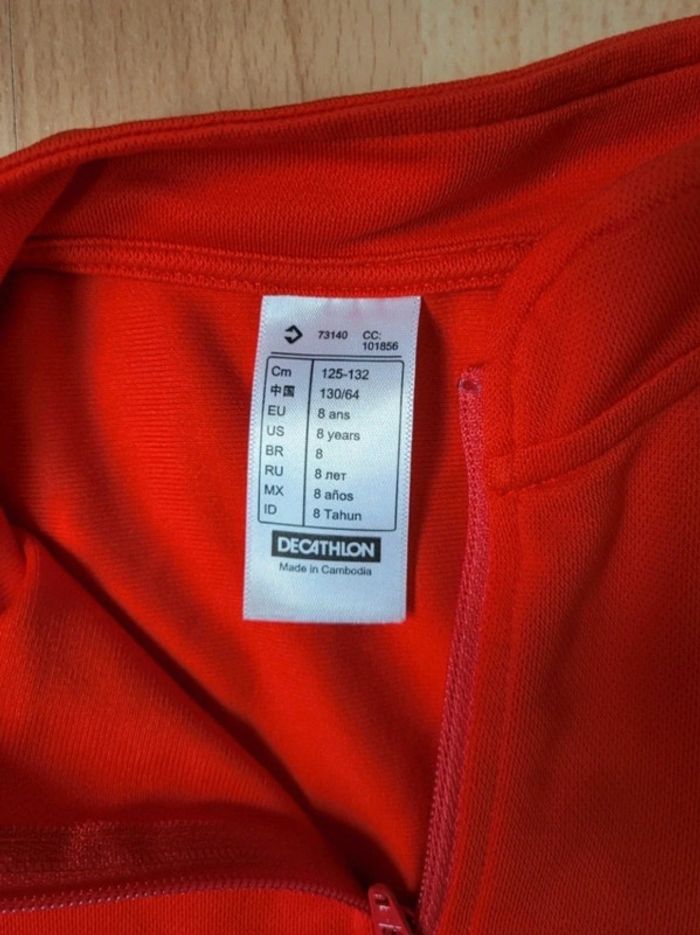 73140 CC: 101856
Cm 125-132
中国 130/64
EU 8 ans
US 8 years
BR 8
RU 8 лет
MX 8 años
ID 8 Tahun
DECATHLON
Made in Cambodia